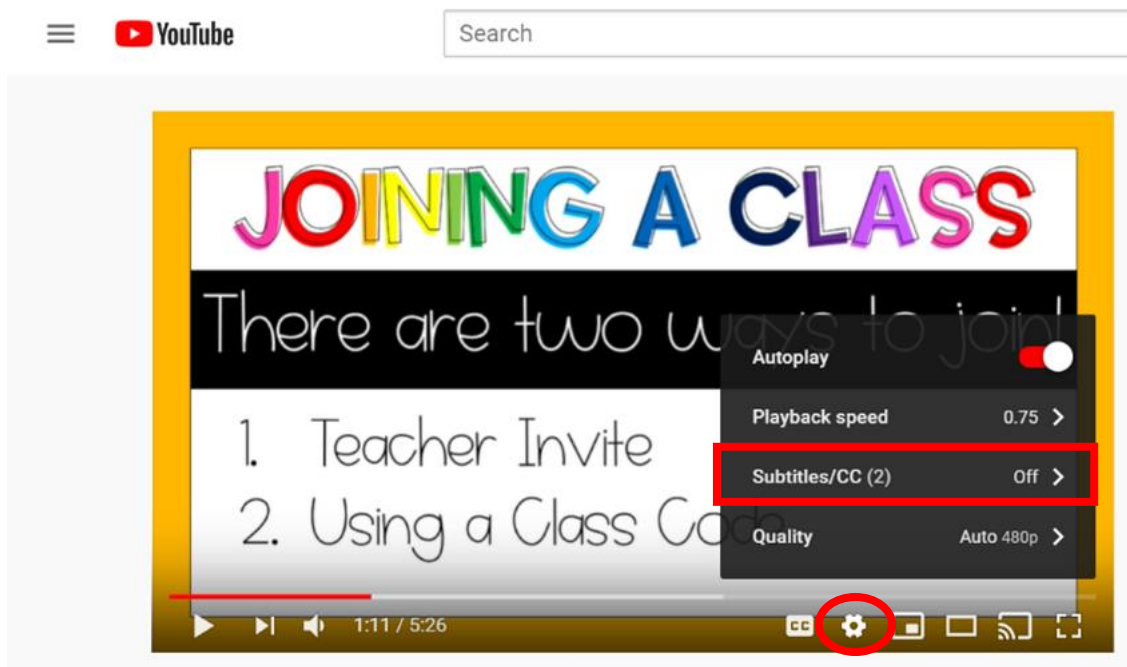 YouTube
Search
JOINING A CLASS
There are two ways to join!
1. Teacher Invite
2. Using a Class Code
Autoplay
Playback speed 0.75
Subtitles/CC (2) Off
Quality Auto 480p
1:11 / 5:26
CC